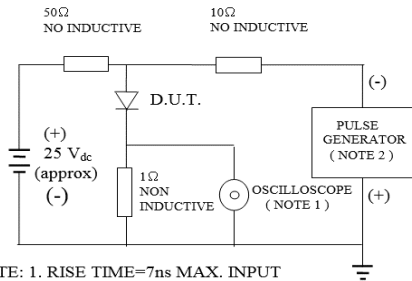 50Ω
NO INDUCTIVE
10Ω
NO INDUCTIVE
(-)
D.U.T.
PULSE
GENERATOR
( NOTE 2 )
(+)
25 Vdc
(approx)
(-)
1Ω
NON
INDUCTIVE
OSCILLOSCOPE
( NOTE 1 )
(+)
TE: 1. RISE TIME=7ns MAX. INPUT